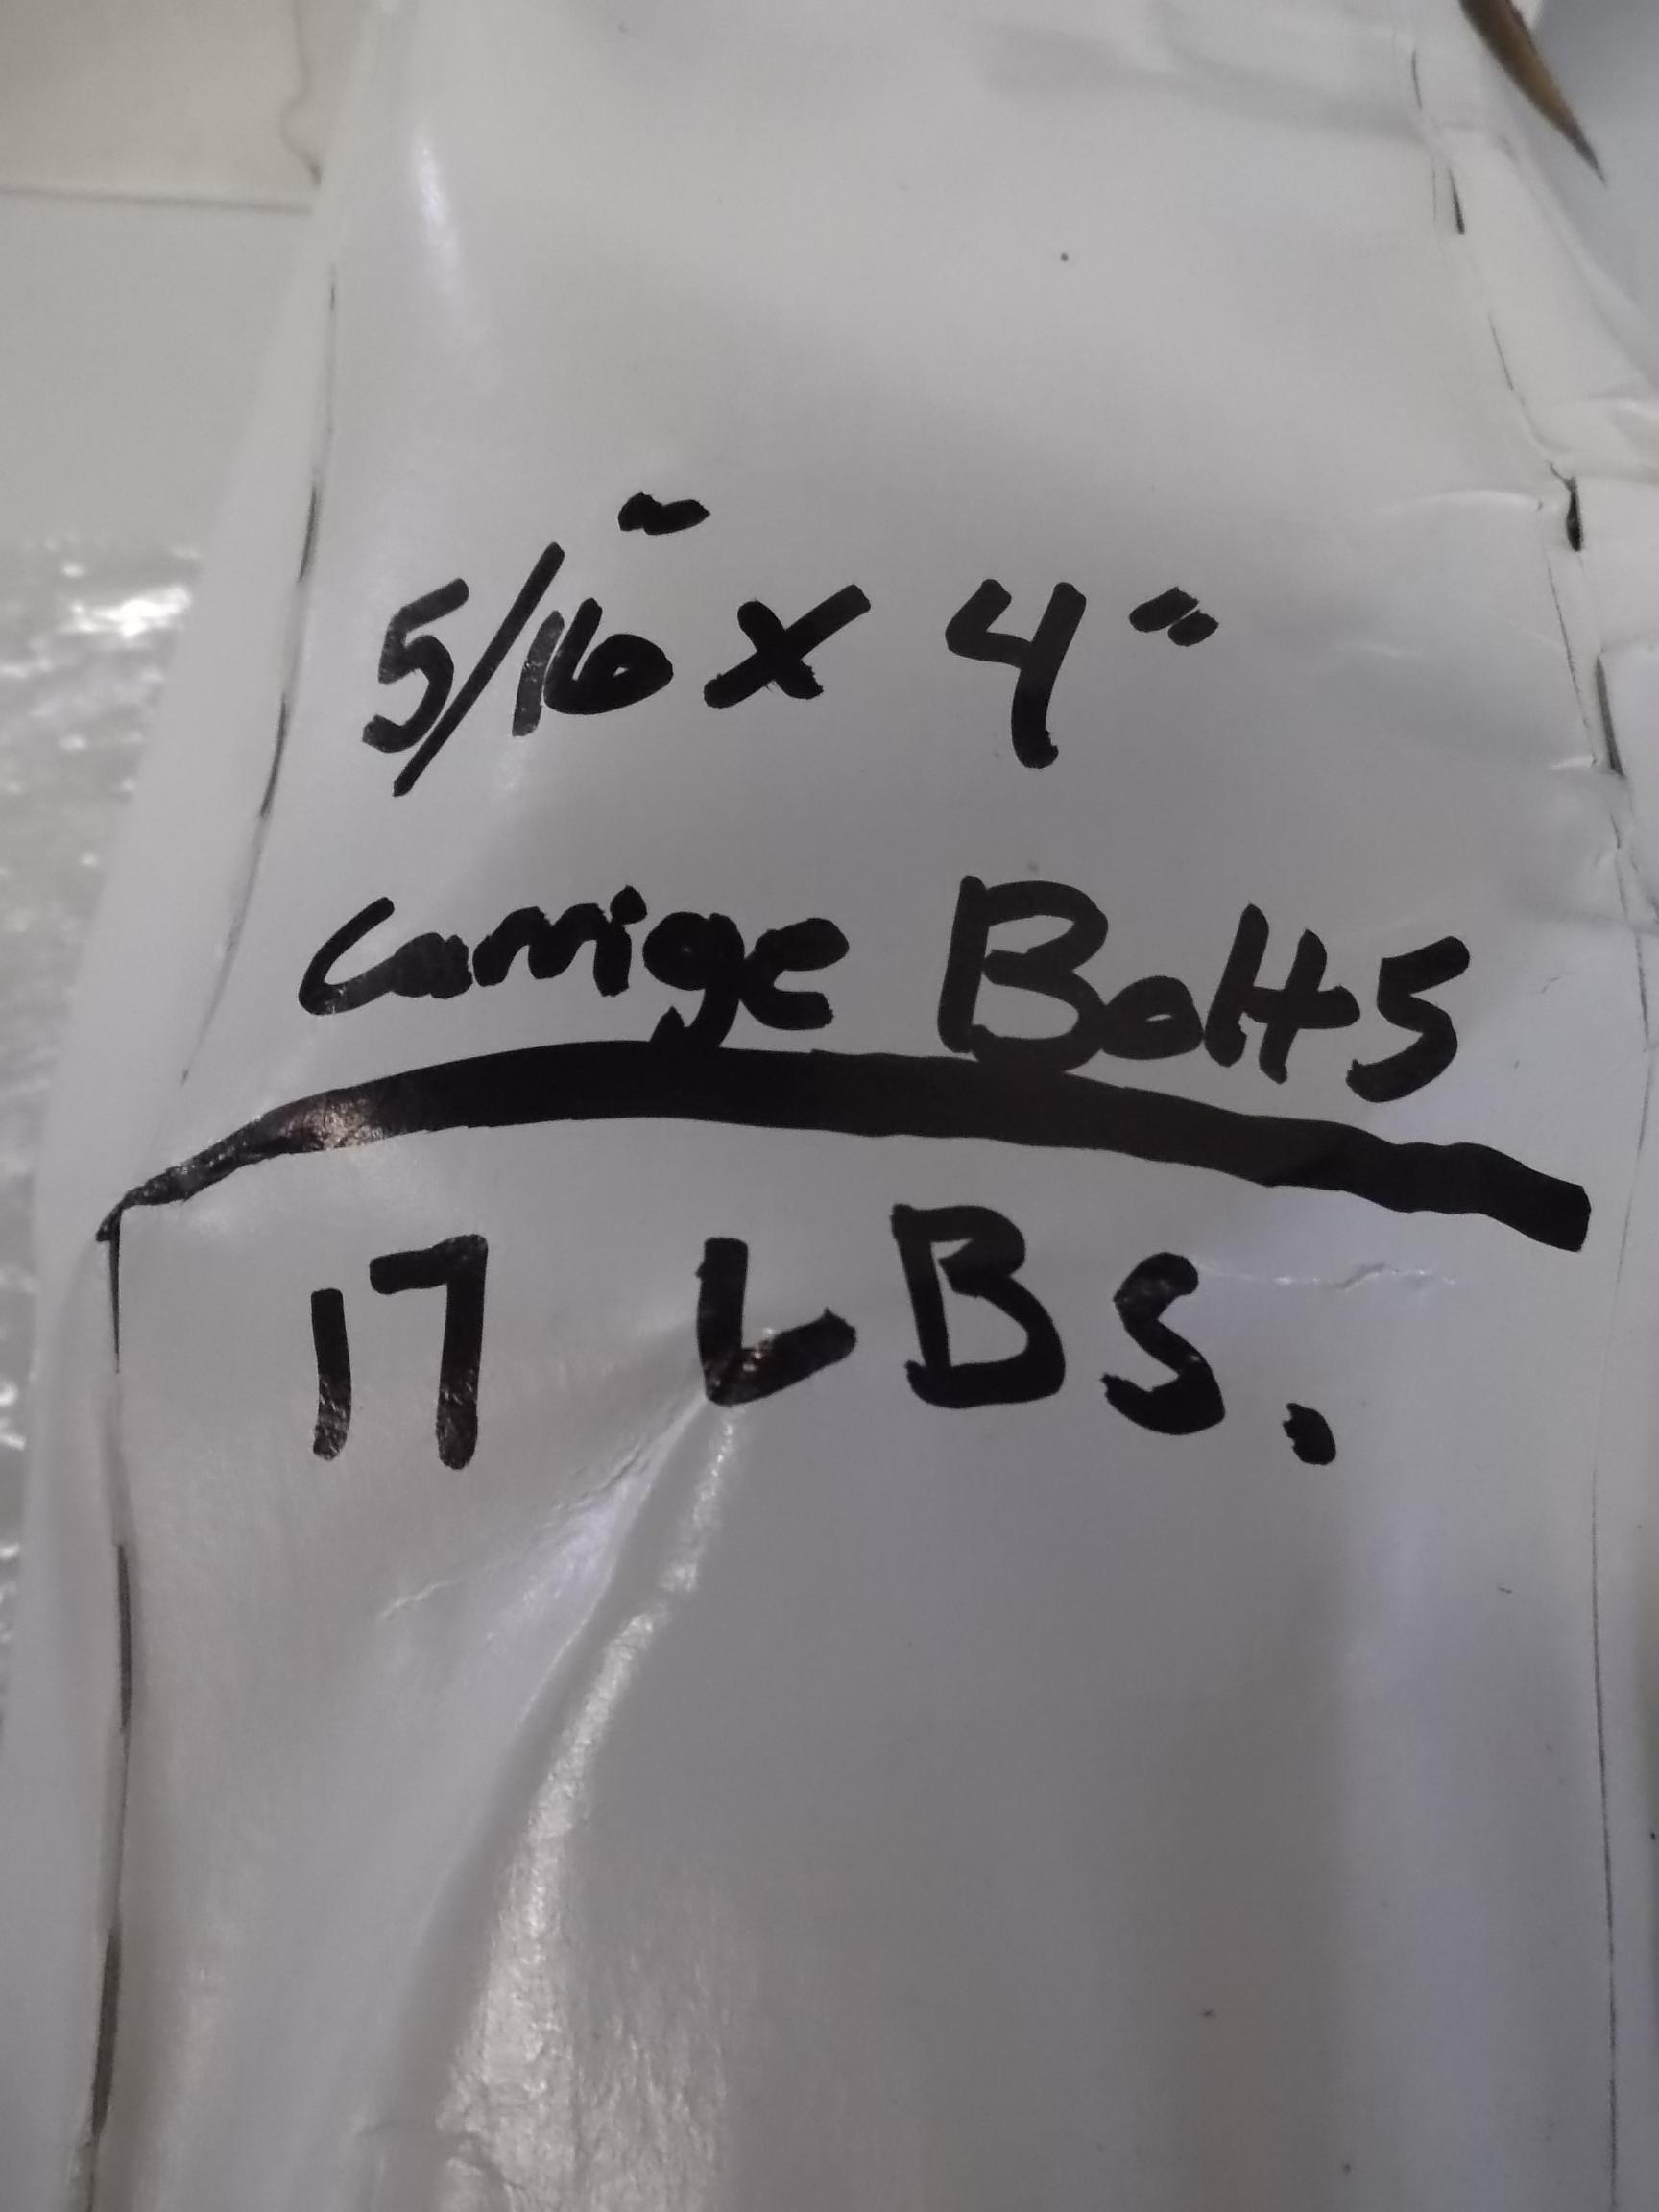 5/16" x 4"
Carrige Bolts
17 LBS.